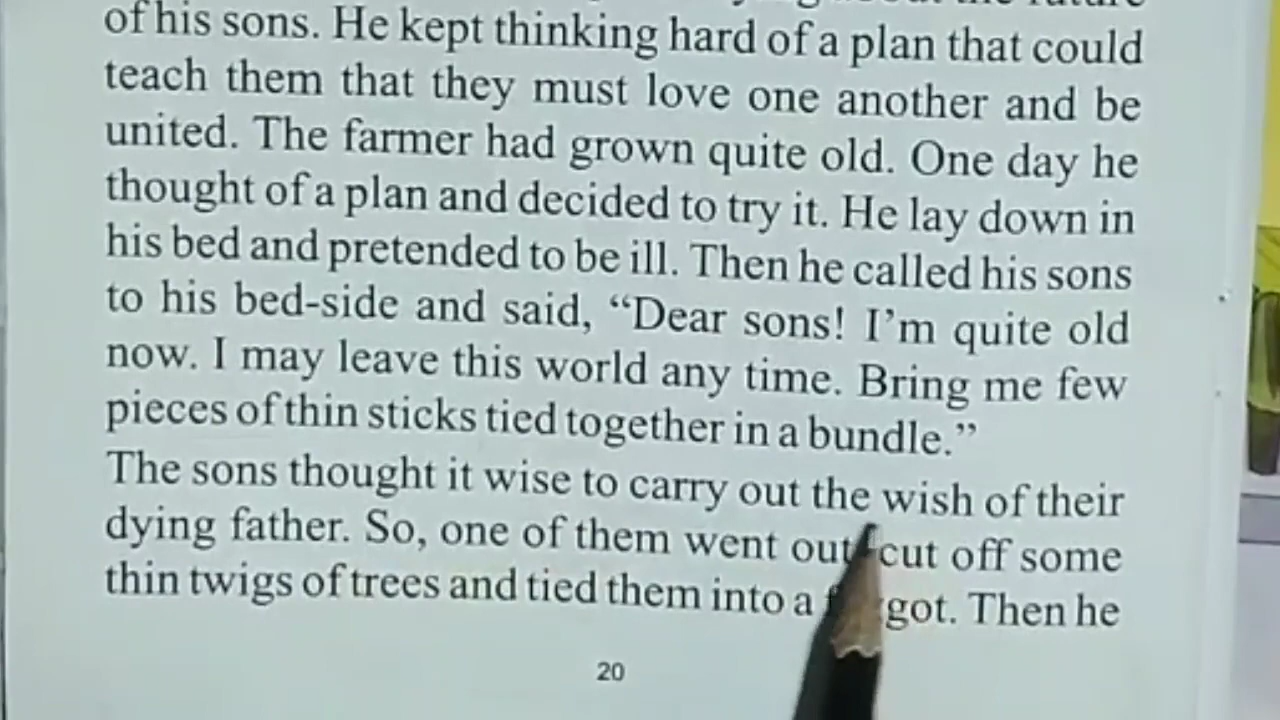 of his sons. He kept thinking hard of a plan that could
teach them that they must love one another and be
united. The farmer had grown quite old. One day he
thought of a plan and decided to try it. He lay down in
his bed and pretended to be ill. Then he called his sons
to his bed-side and said, “Dear sons! I’m quite old
now. I may leave this world any time. Bring me few
pieces of thin sticks tied together in a bundle.”
The sons thought it wise to carry out the wish of their
dying father. So, one of them went out cut off some
thin twigs of trees and tied them into a Then he
20